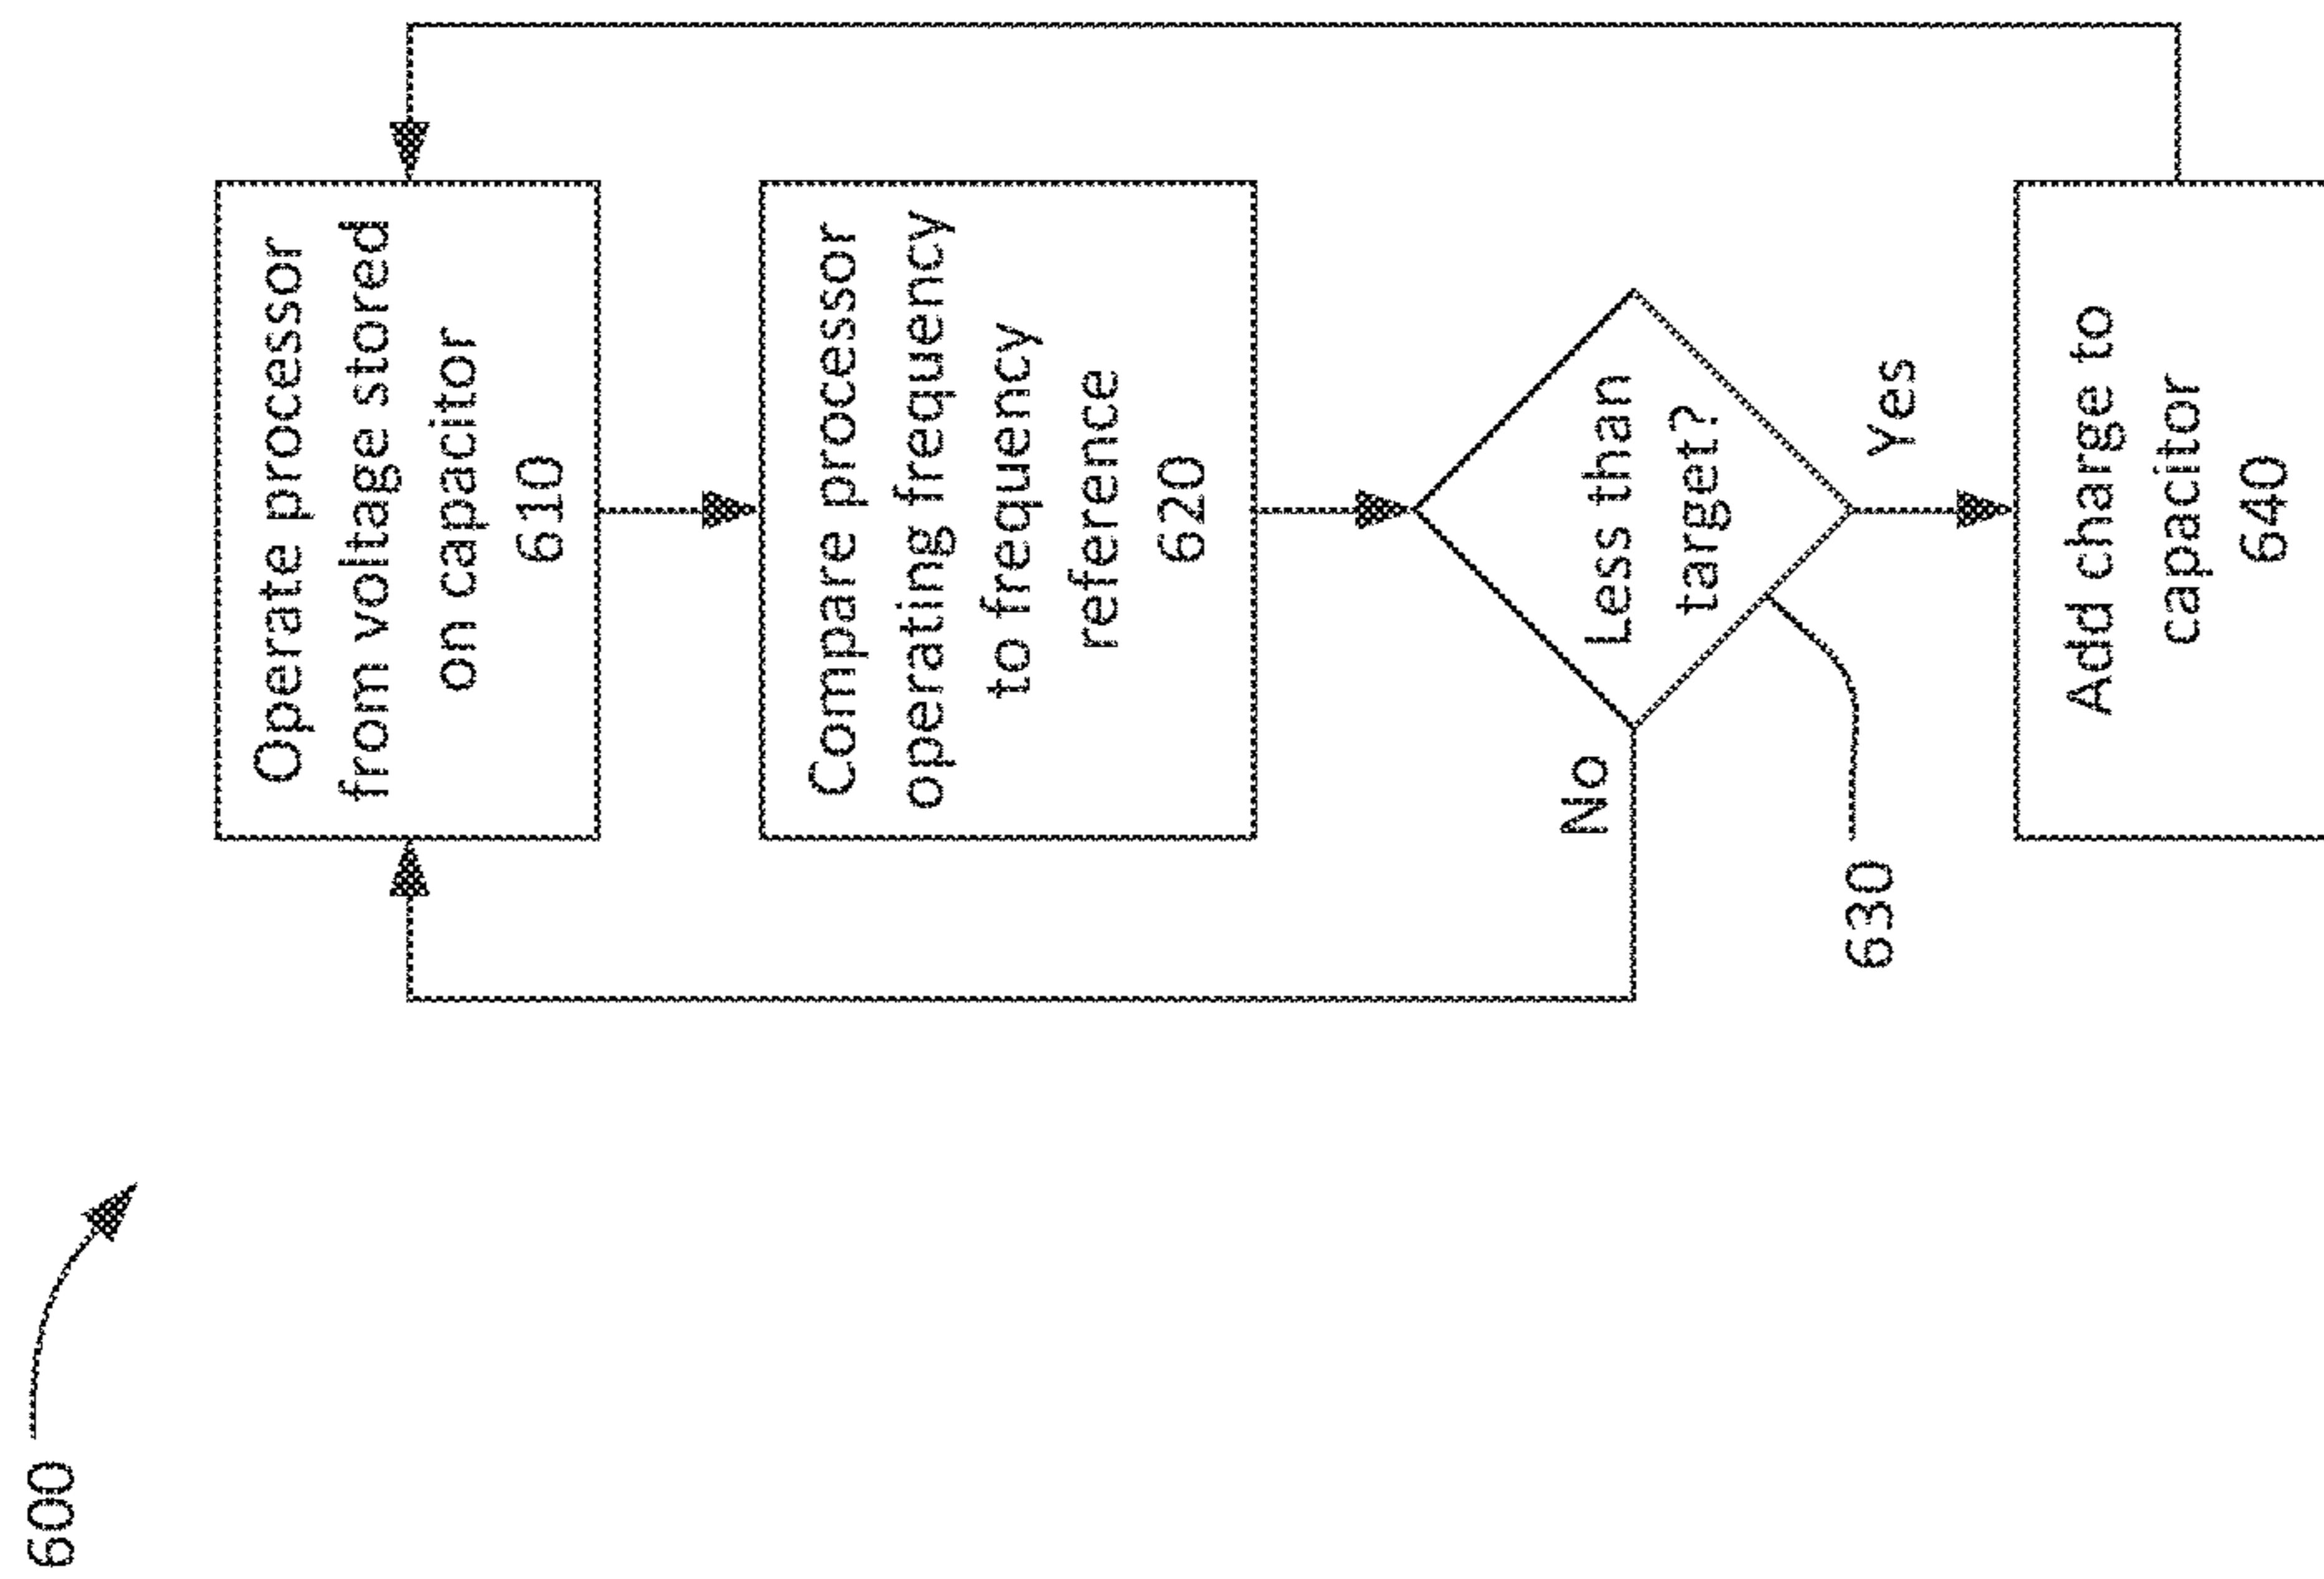 600
Operate processor
from voltage stored
on capacitor
610
Compare processor
operating frequency
to frequency
reference
620
Less than
target?
No
Yes
630
Add charge to
capacitor
640